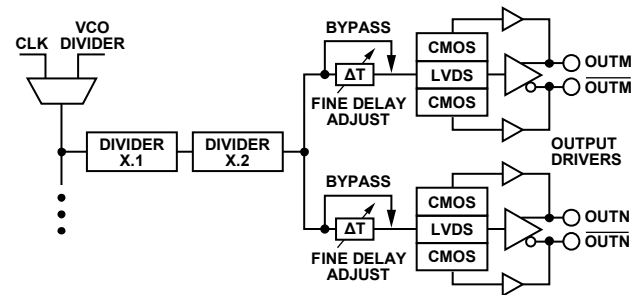 VCO
CLK DIVIDER
DIVIDER
X.1
DIVIDER
X.2
BYPASS
ΔT
FINE DELAY
ADJUST
CMOS
LVDS
CMOS
OUTM
OUTM
OUTPUT
DRIVERS
BYPASS
ΔT
FINE DELAY
ADJUST
CMOS
LVDS
CMOS
OUTN
OUTN